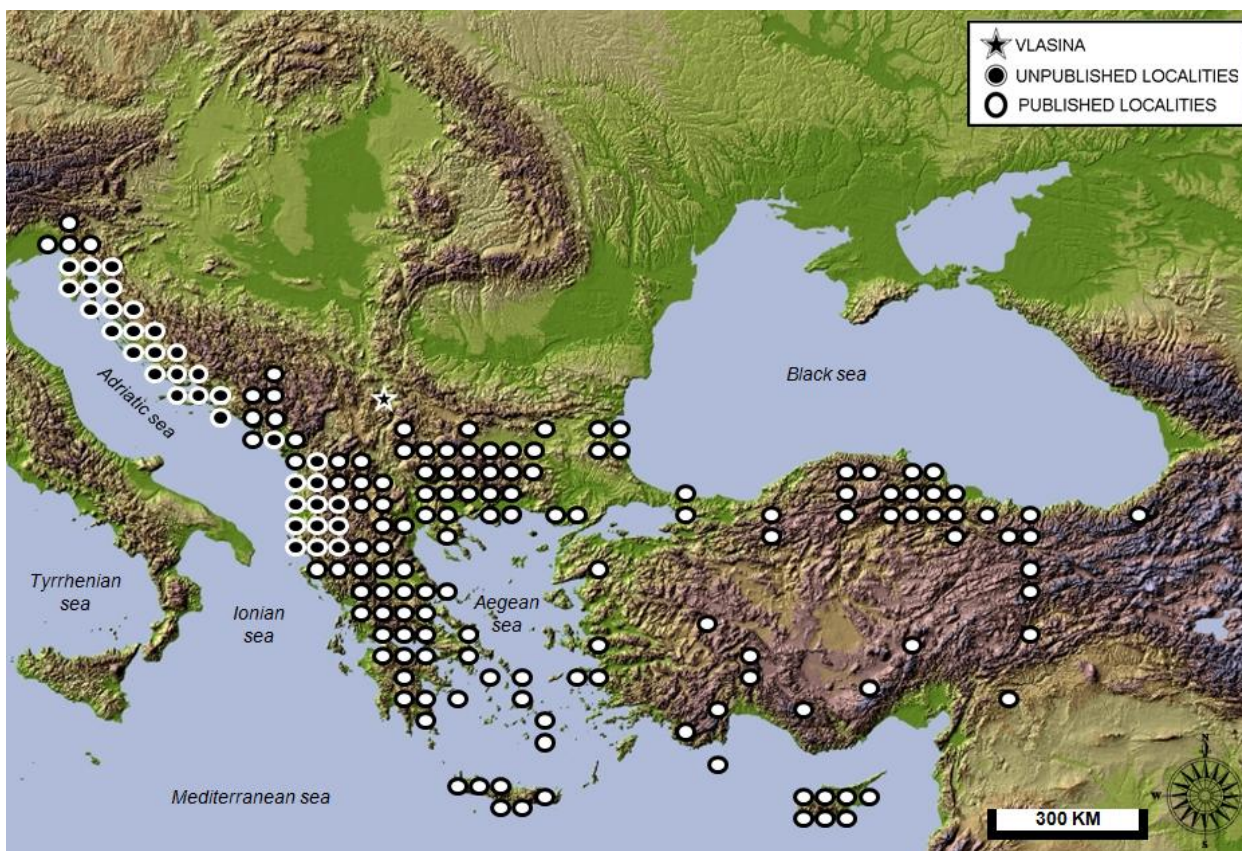 VLASINA
UNPUBLISHED LOCALITIES
PUBLISHED LOCALITIES
Black sea
Adriatic sea
Tyrrhenian
sea
Ionian
sea
Aegean
sea
Mediterranean sea
300 KM
N
W
E
S